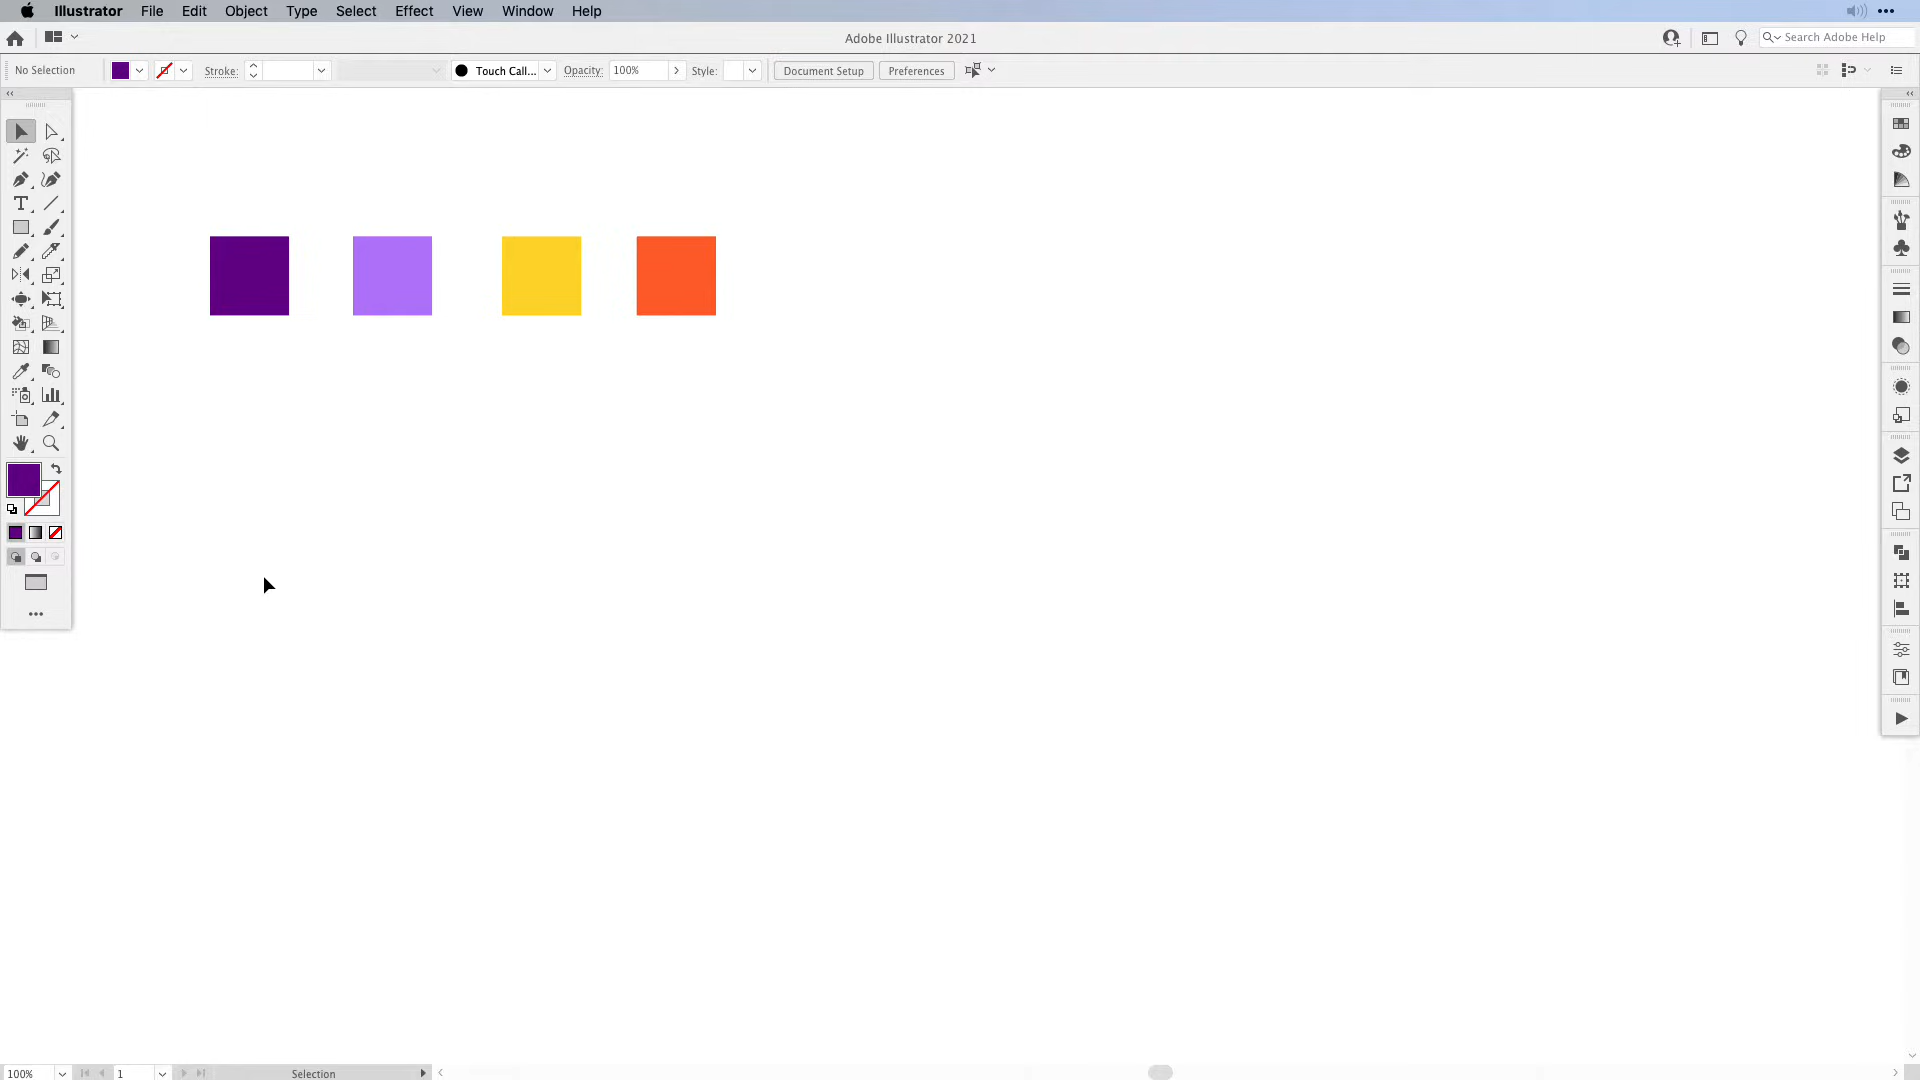 Illustrator File Edit Object Type Select Effect View Window Help
Adobe Illustrator 2021
Search Adobe Help
No Selection Stroke: Touch Call... Opacity: 100% Style: Document Setup Preferences
100% 1 Selection